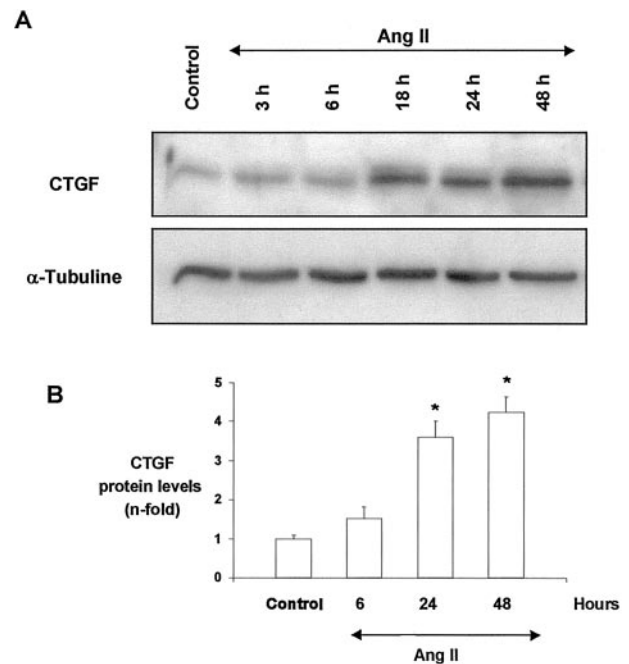 A
Ang II
Control
3 h
6 h
18 h
24 h
48 h
CTGF
α-Tubuline
B
5
4
3
2
1
0
CTGF
protein levels
(n-fold)
*
*
Control 6 24 48 Hours
Ang II